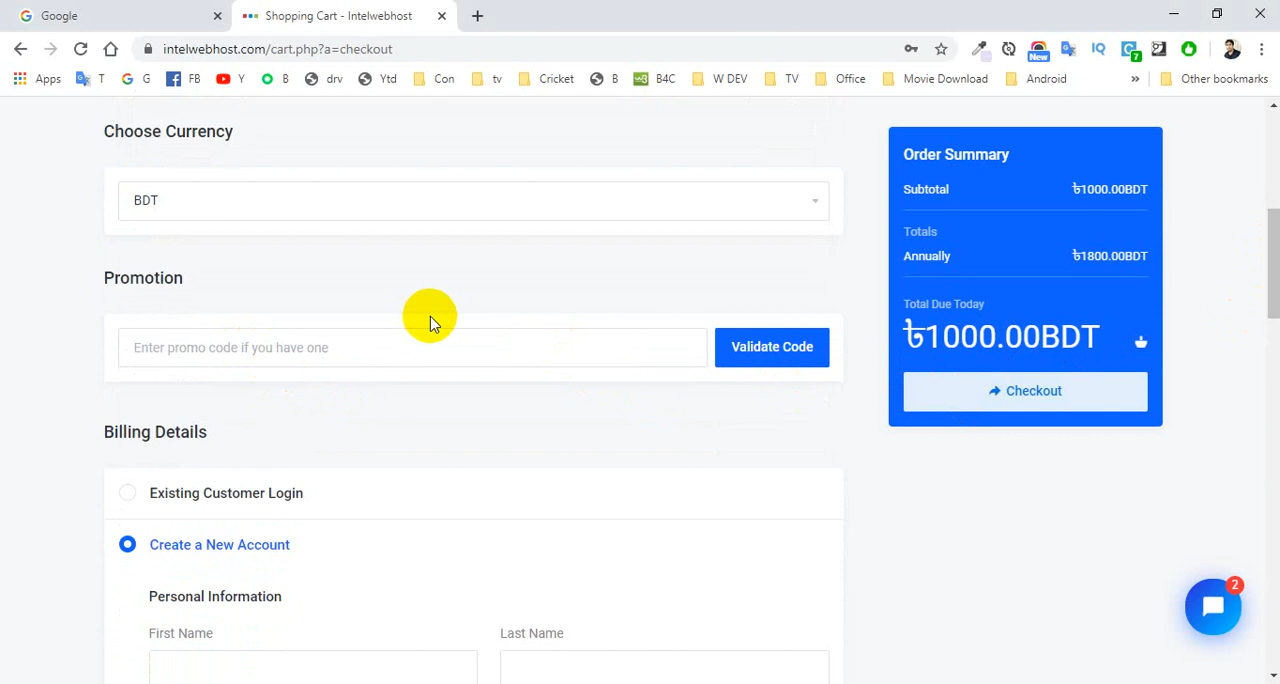 Google
Shopping Cart - Intelwebhost
intelwebhost.com/cart.php?a=checkout
New
7
Apps
T
G
FB
Y
B
drv
Ytd
Con
tv
Cricket
B
B4C
W DEV
TV
Office
Movie Download
Android
»
Other bookmarks
Choose Currency
BDT
Promotion
Enter promo code if you have one
Validate Code
Billing Details
Existing Customer Login
Create a New Account
Personal Information
First Name
Last Name
Order Summary
Subtotal ৳1000.00BDT
Totals
Annually ৳1800.00BDT
Total Due Today
৳1000.00BDT
Checkout
2